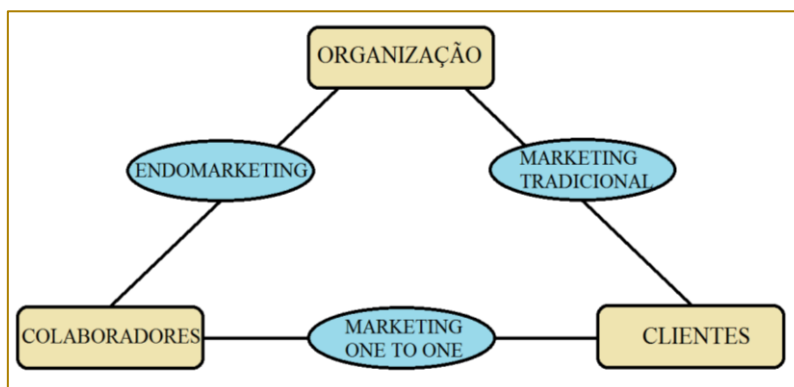 ORGANIZAÇÃO
ENDOMARKETING
MARKETING
TRADICIONAL
COLABORADORES
MARKETING
ONE TO ONE
CLIENTES